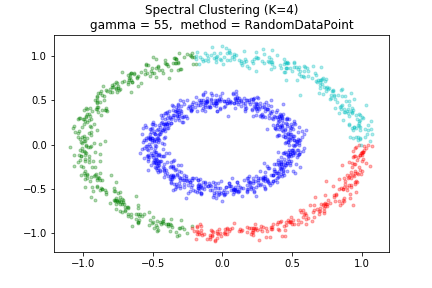 Spectral Clustering (K=4)
gamma = 55,  method = RandomDataPoint
1.0
0.5
0.0
−0.5
−1.0
−1.0 −0.5 0.0 0.5 1.0